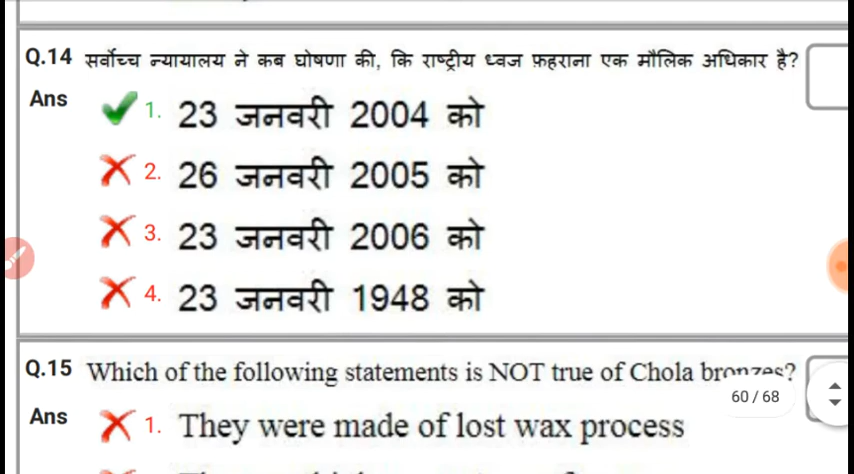 Q.14 सर्वोच्च न्यायालय ने कब घोषणा की, कि राष्ट्रीय ध्वज फ़हराना एक मौलिक अधिकार है?
Ans 1. 23 जनवरी 2004 को
2. 26 जनवरी 2005 को
3. 23 जनवरी 2006 को
4. 23 जनवरी 1948 को
Q.15 Which of the following statements is NOT true of Chola bronzes?
60 / 68
Ans 1. They were made of lost wax process